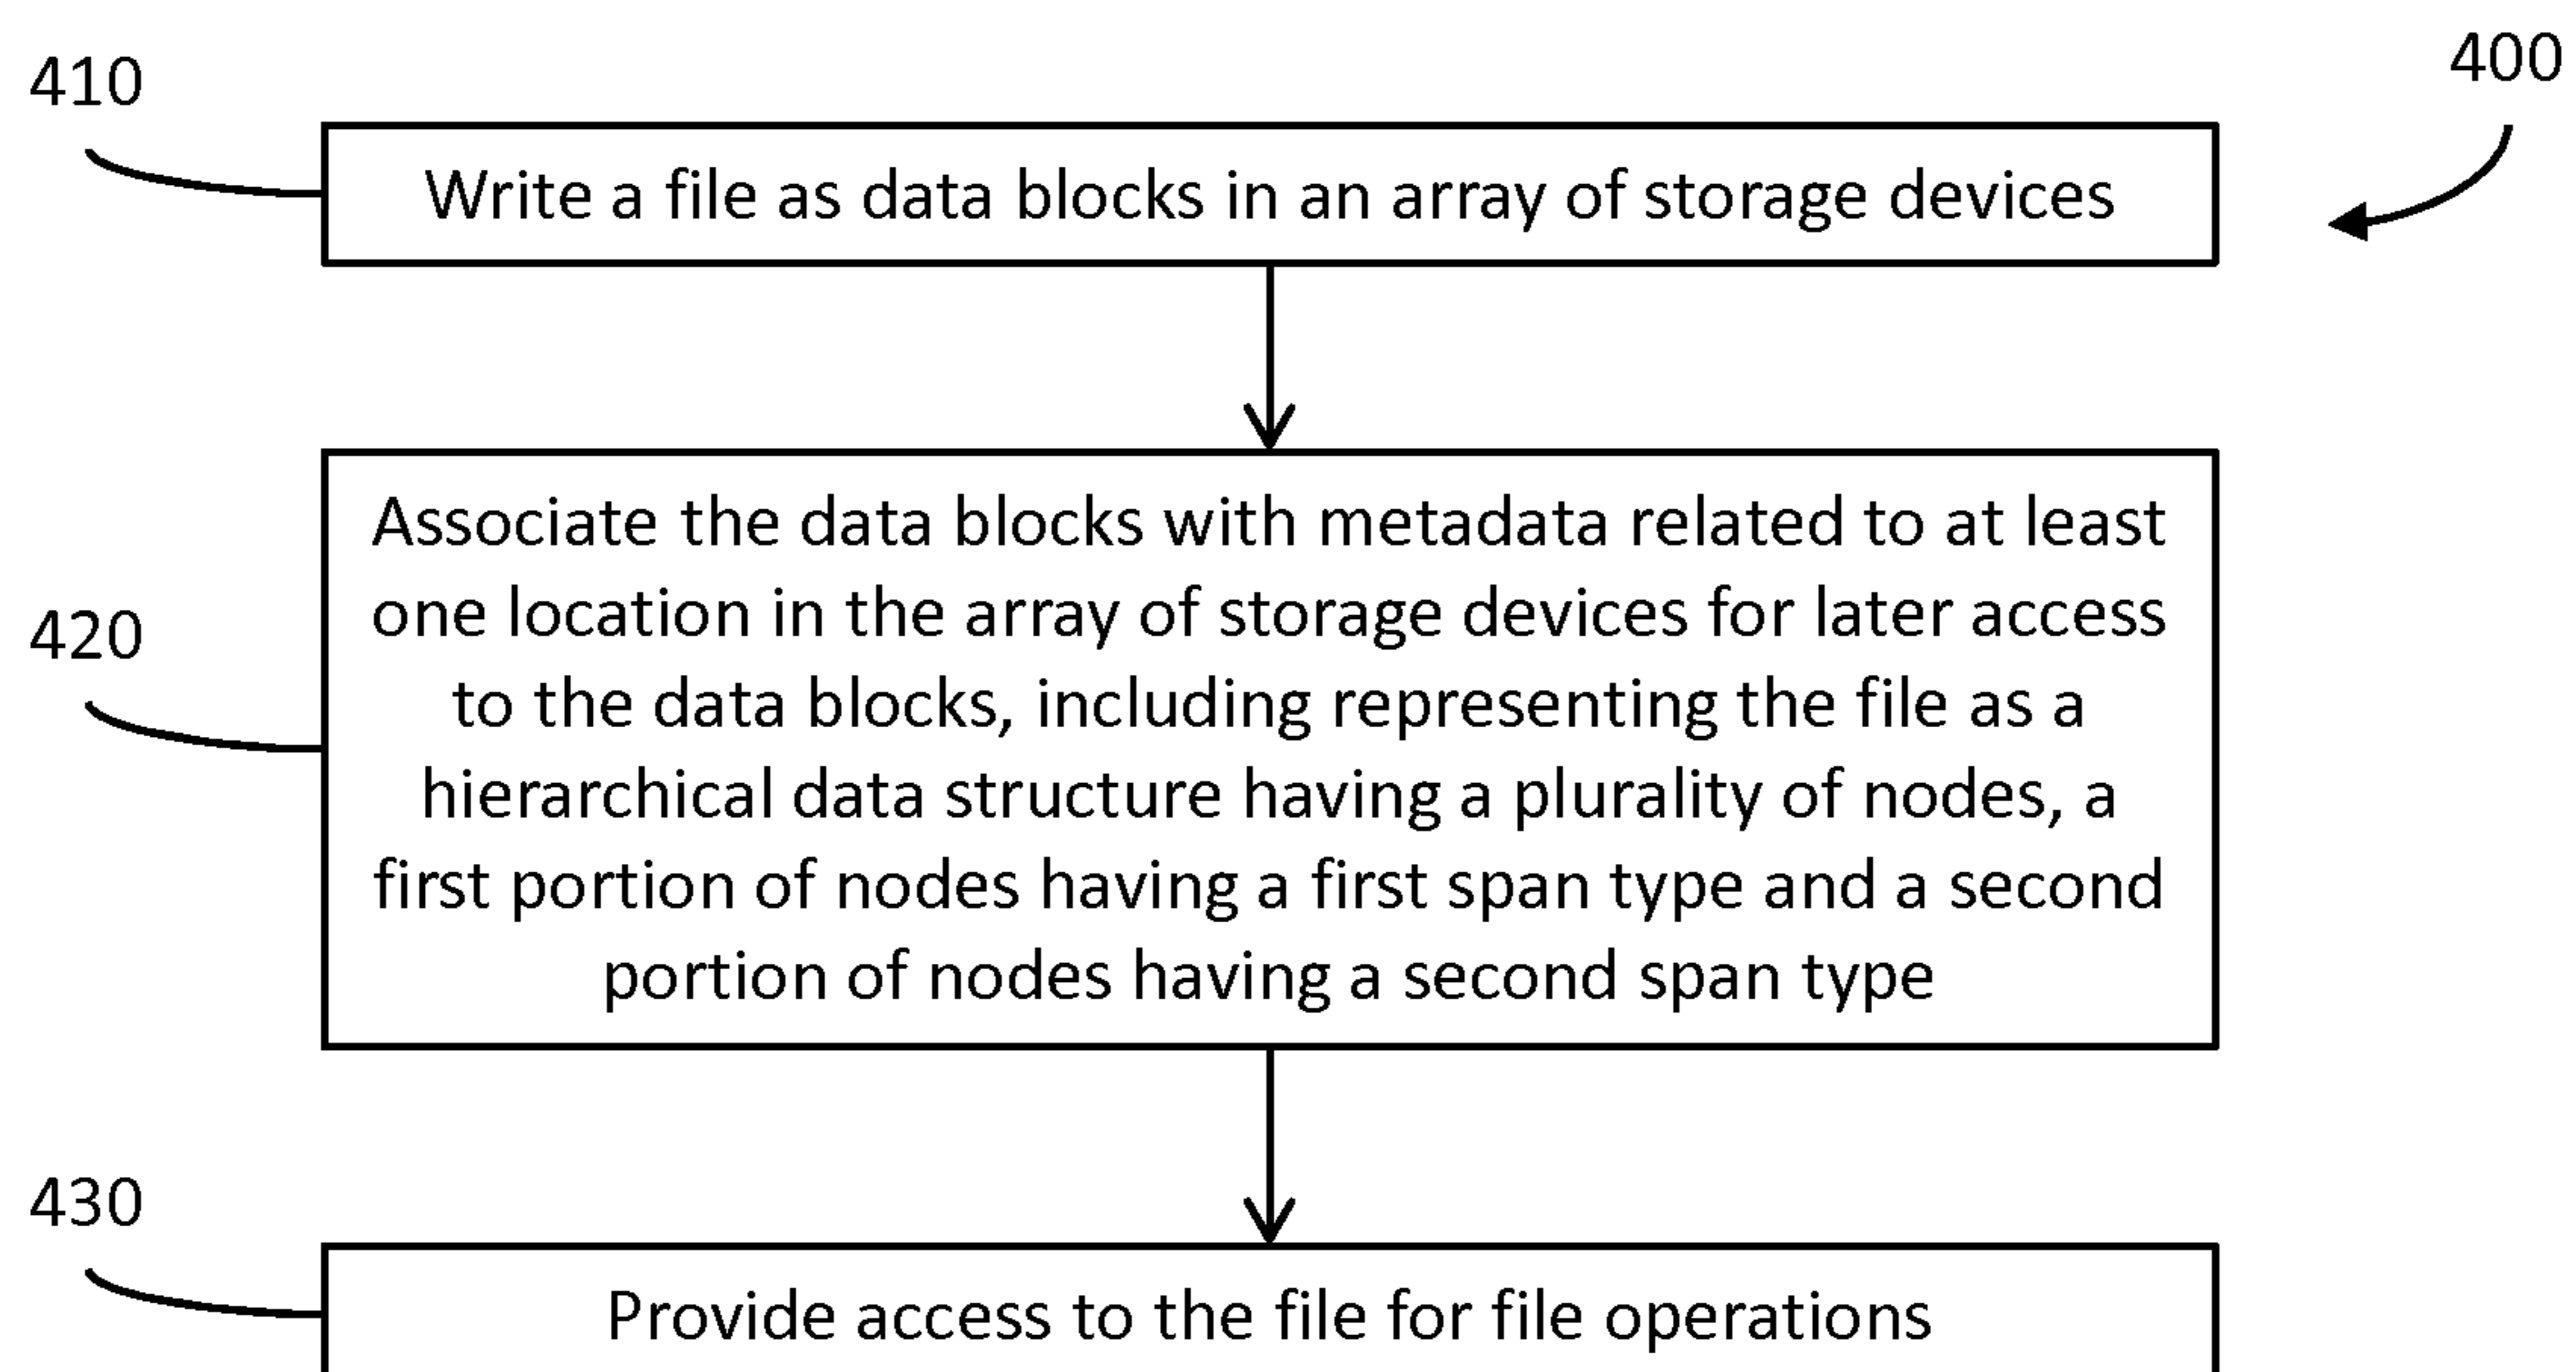 410
400
Write a file as data blocks in an array of storage devices
420
Associate the data blocks with metadata related to at least
one location in the array of storage devices for later access
to the data blocks, including representing the file as a
hierarchical data structure having a plurality of nodes, a
first portion of nodes having a first span type and a second
portion of nodes having a second span type
430
Provide access to the file for file operations